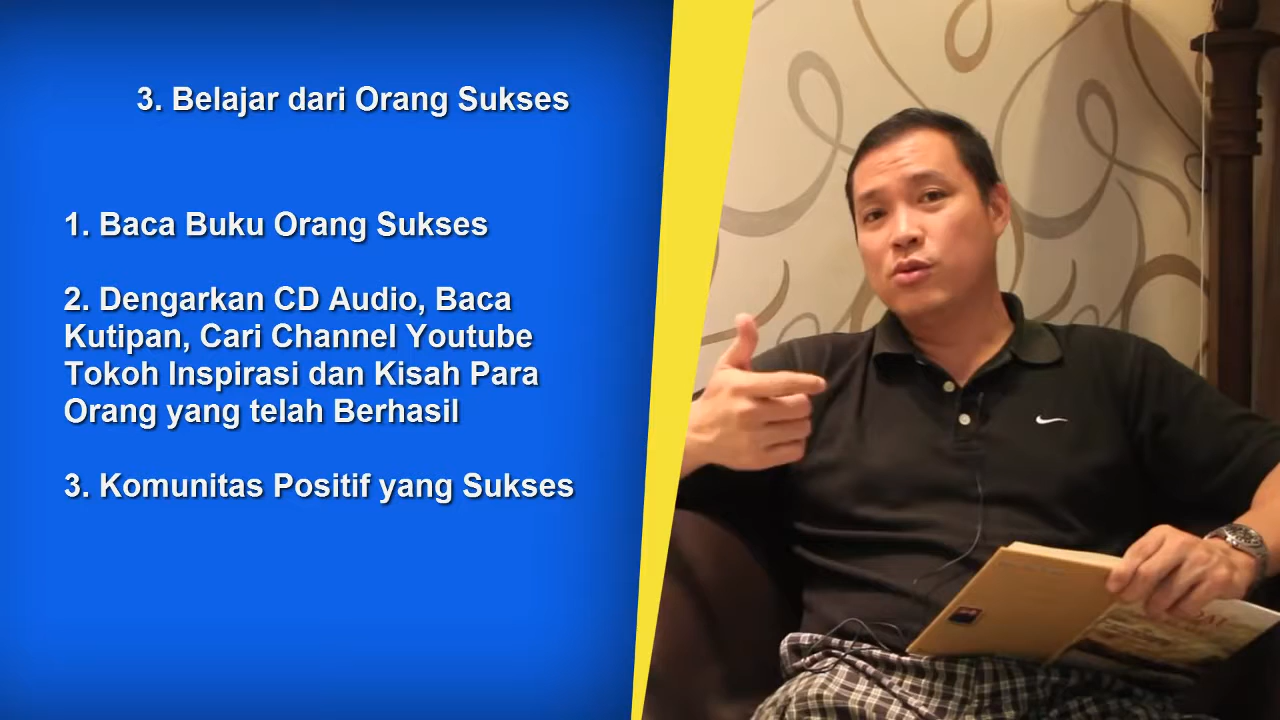 3. Belajar dari Orang Sukses
1. Baca Buku Orang Sukses
2. Dengarkan CD Audio, Baca
Kutipan, Cari Channel Youtube
Tokoh Inspirasi dan Kisah Para
Orang yang telah Berhasil
3. Komunitas Positif yang Sukses